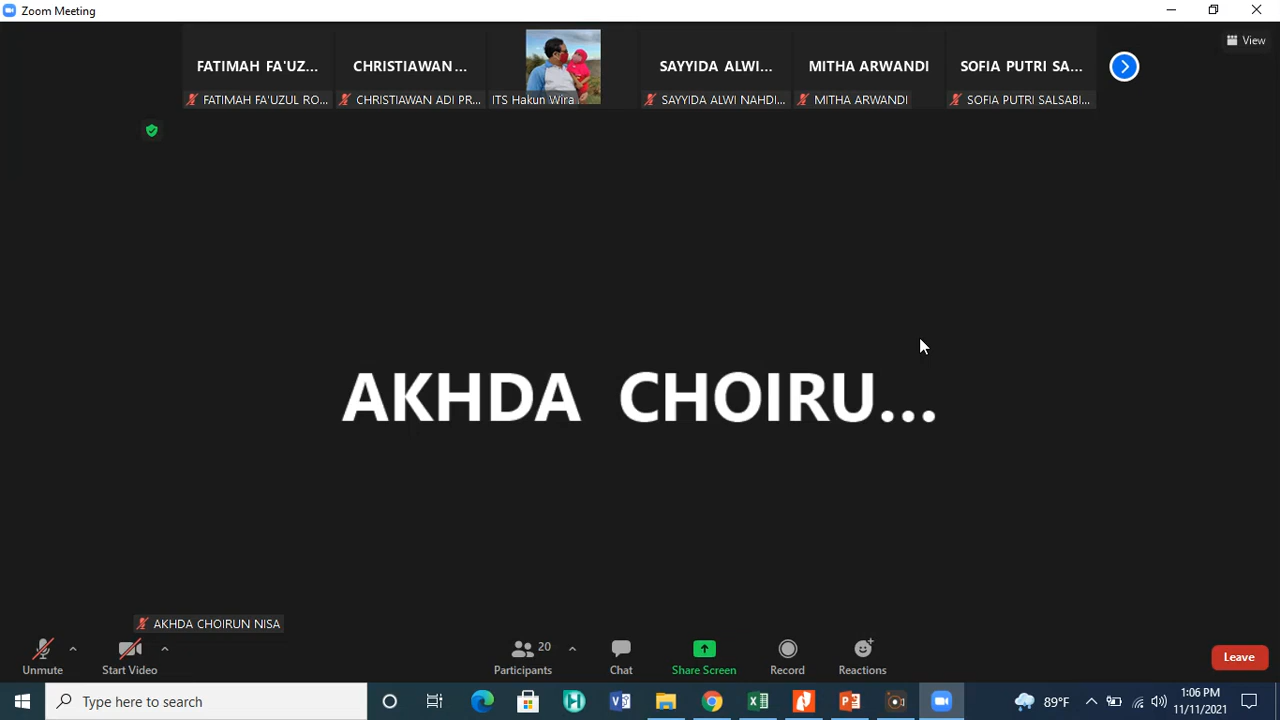 Zoom Meeting
View
FATIMAH FA'UZ...
CHRISTIAWAN ...
SAYYIDA ALWI...
MITHA ARWANDI
SOFIA PUTRI SA...
FATIMAH FA'UZUL RO...
CHRISTIAWAN ADI PR...
ITS Hakun Wira
SAYYIDA ALWI NAHDI...
MITHA ARWANDI
SOFIA PUTRI SALSABI...
AKHDA CHOIRU...
AKHDA CHOIRUN NISA
Unmute
Start Video
20
Participants
Chat
Share Screen
Record
Reactions
Leave
Type here to search
89°F
1:06 PM
11/11/2021